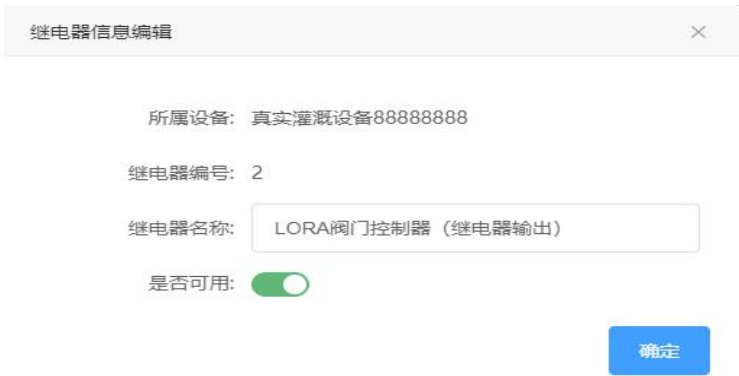 继电器信息编辑
所属设备: 真实灌溉设备88888888
继电器编号: 2
继电器名称: LORA阀门控制器（继电器输出）
是否可用:
确定